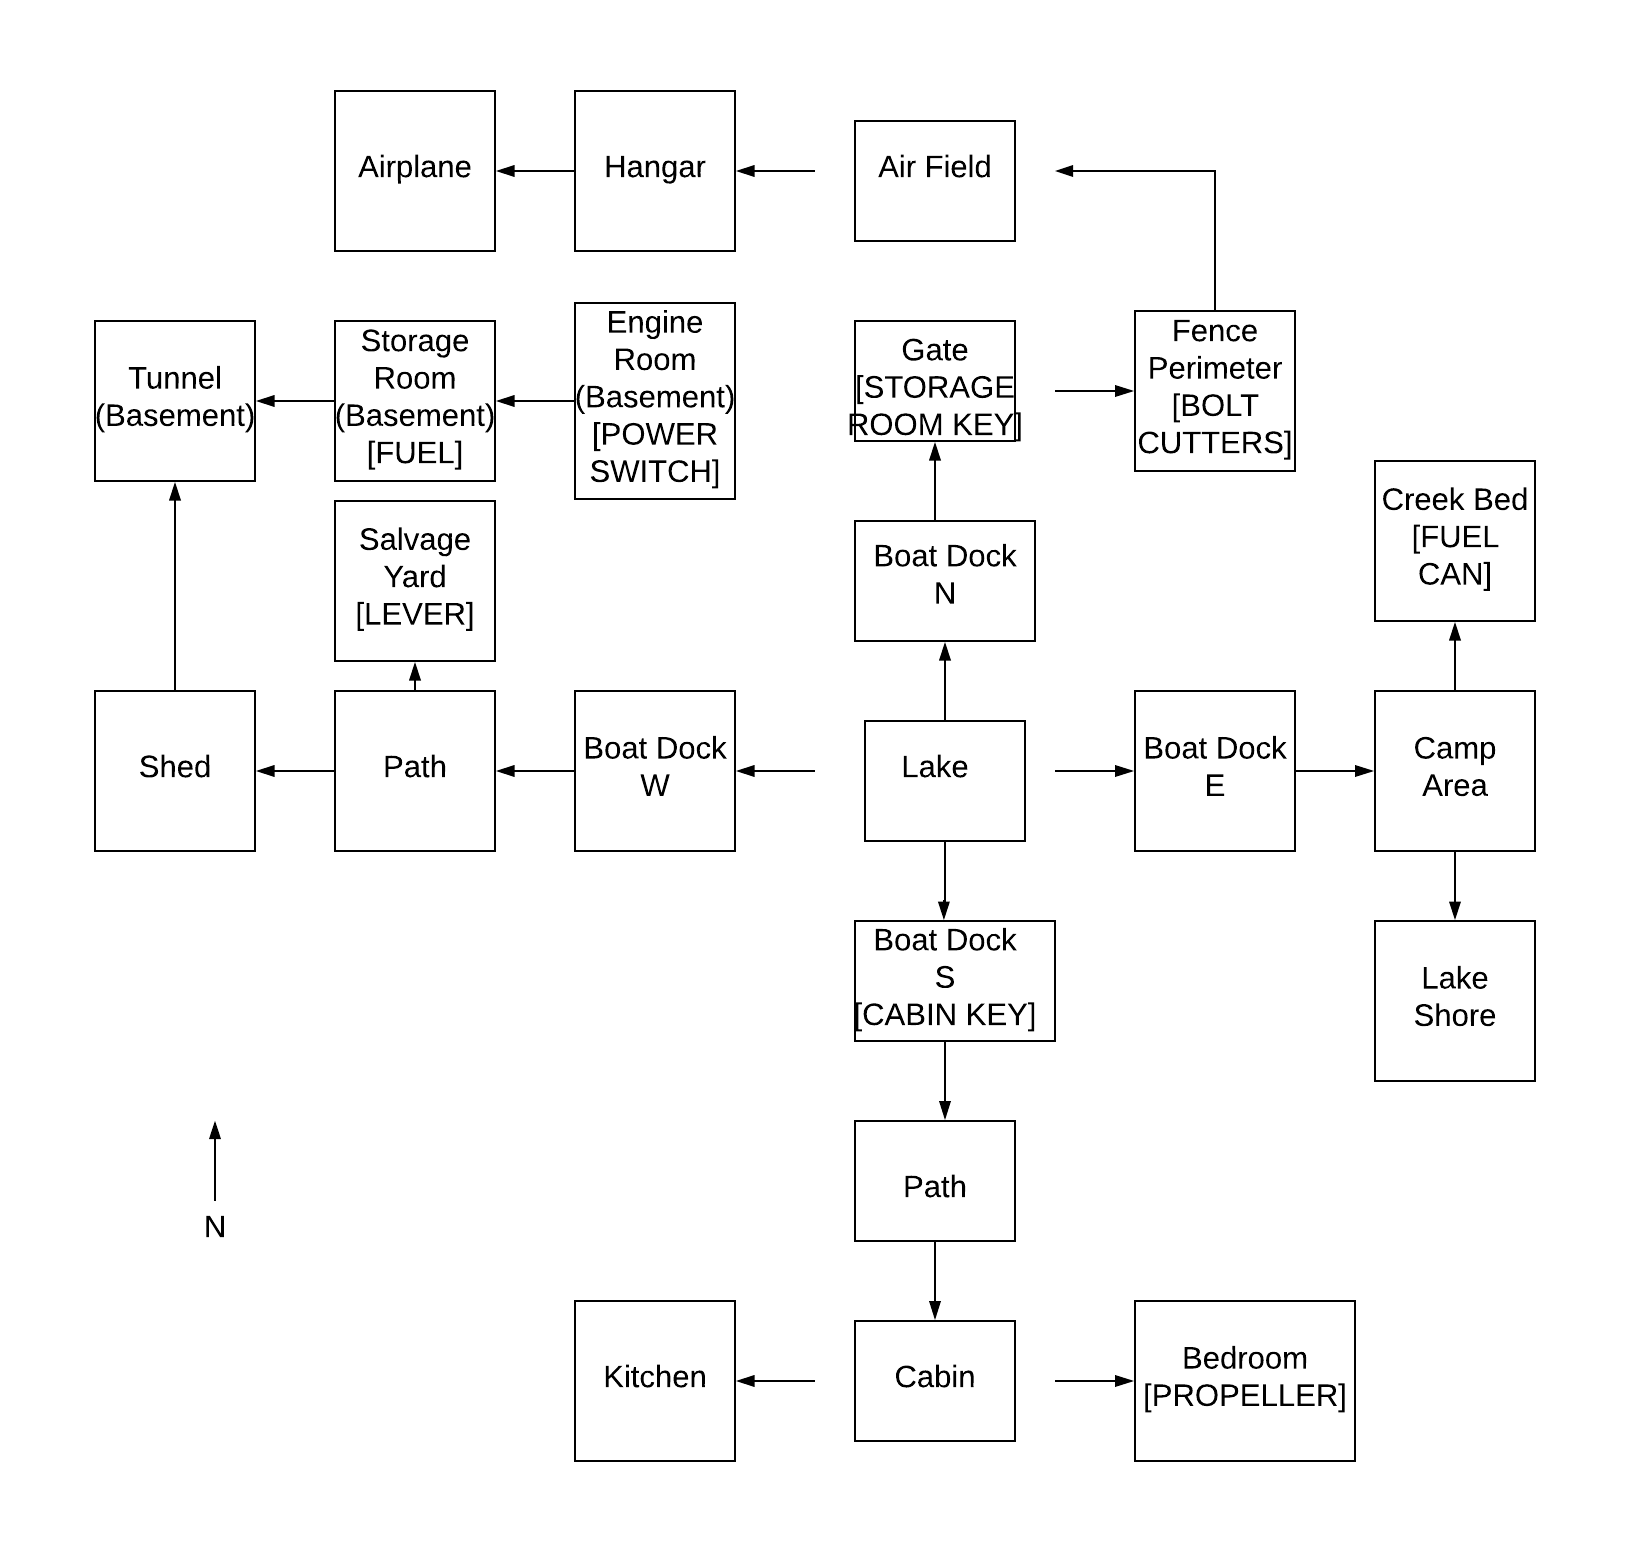 Airplane
Hangar
Air Field
Tunnel
(Basement)
Storage
Room
(Basement)
[FUEL]
Engine
Room
(Basement)
[POWER
SWITCH]
Gate
[STORAGE
ROOM KEY]
Fence
Perimeter
[BOLT
CUTTERS]
Creek Bed
[FUEL
CAN]
Salvage
Yard
[LEVER]
Boat Dock
N
Shed
Path
Boat Dock
W
Lake
Boat Dock
E
Camp
Area
Boat Dock
S
[CABIN KEY]
Lake
Shore
Path
N
Kitchen
Cabin
Bedroom
[PROPELLER]